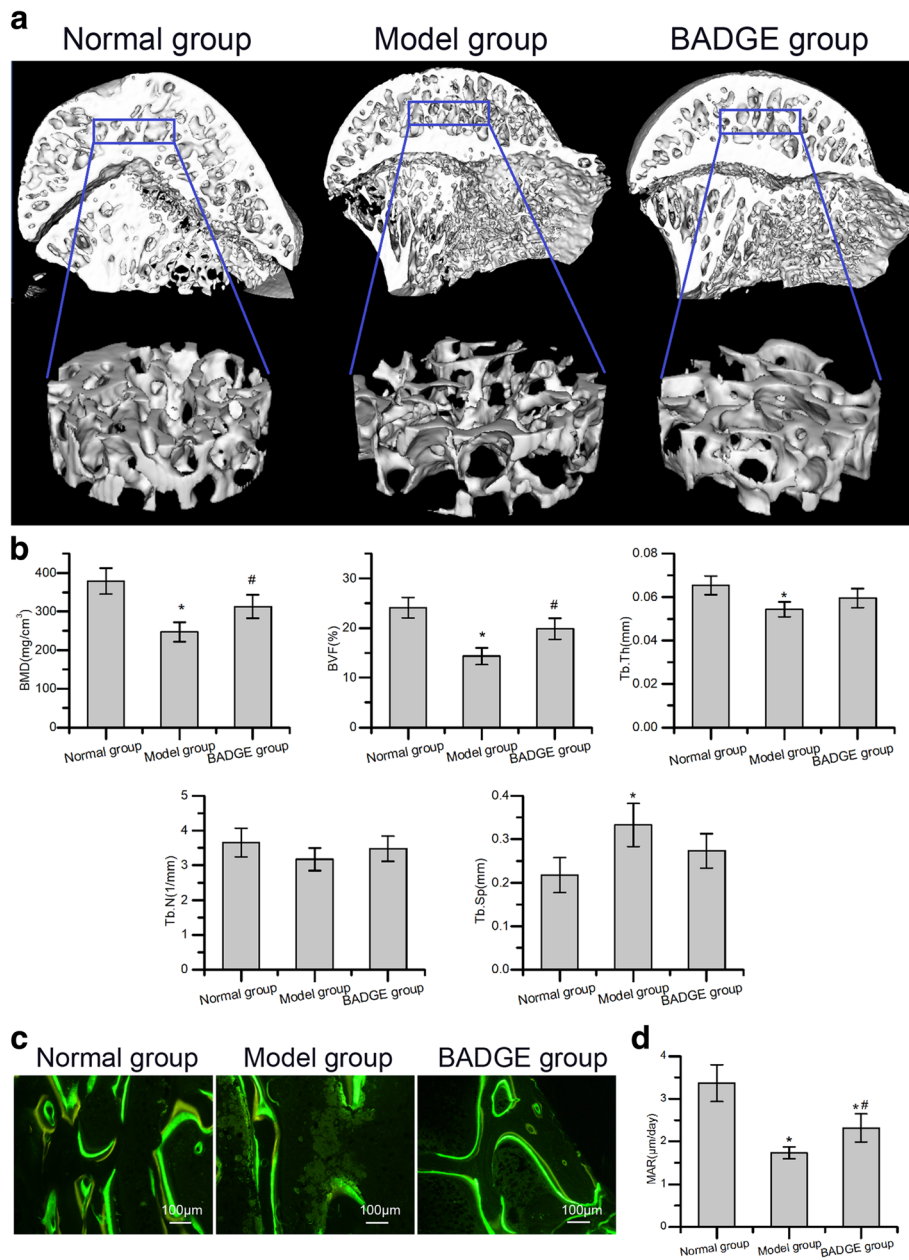 a
Normal group Model group BADGE group
b
BMD(mg/cm³)
400
300
200
100
0
*
#
Normal group Model group BADGE group
BVF(%)
30
20
10
0
*
#
Normal group Model group BADGE group
Tb.Th(mm)
0.08
0.06
0.04
0.02
0.00
*
Normal group Model group BADGE group
Tb.N(1/mm)
5
4
3
2
1
0
Normal group Model group BADGE group
Tb.Sp(mm)
0.4
0.3
0.2
0.1
0.0
*
Normal group Model group BADGE group
c
Normal group Model group BADGE group
100μm 100μm 100μm
d
MAR(μm/day)
4
3
2
1
0
*
*#
Normal group Model group BADGE group